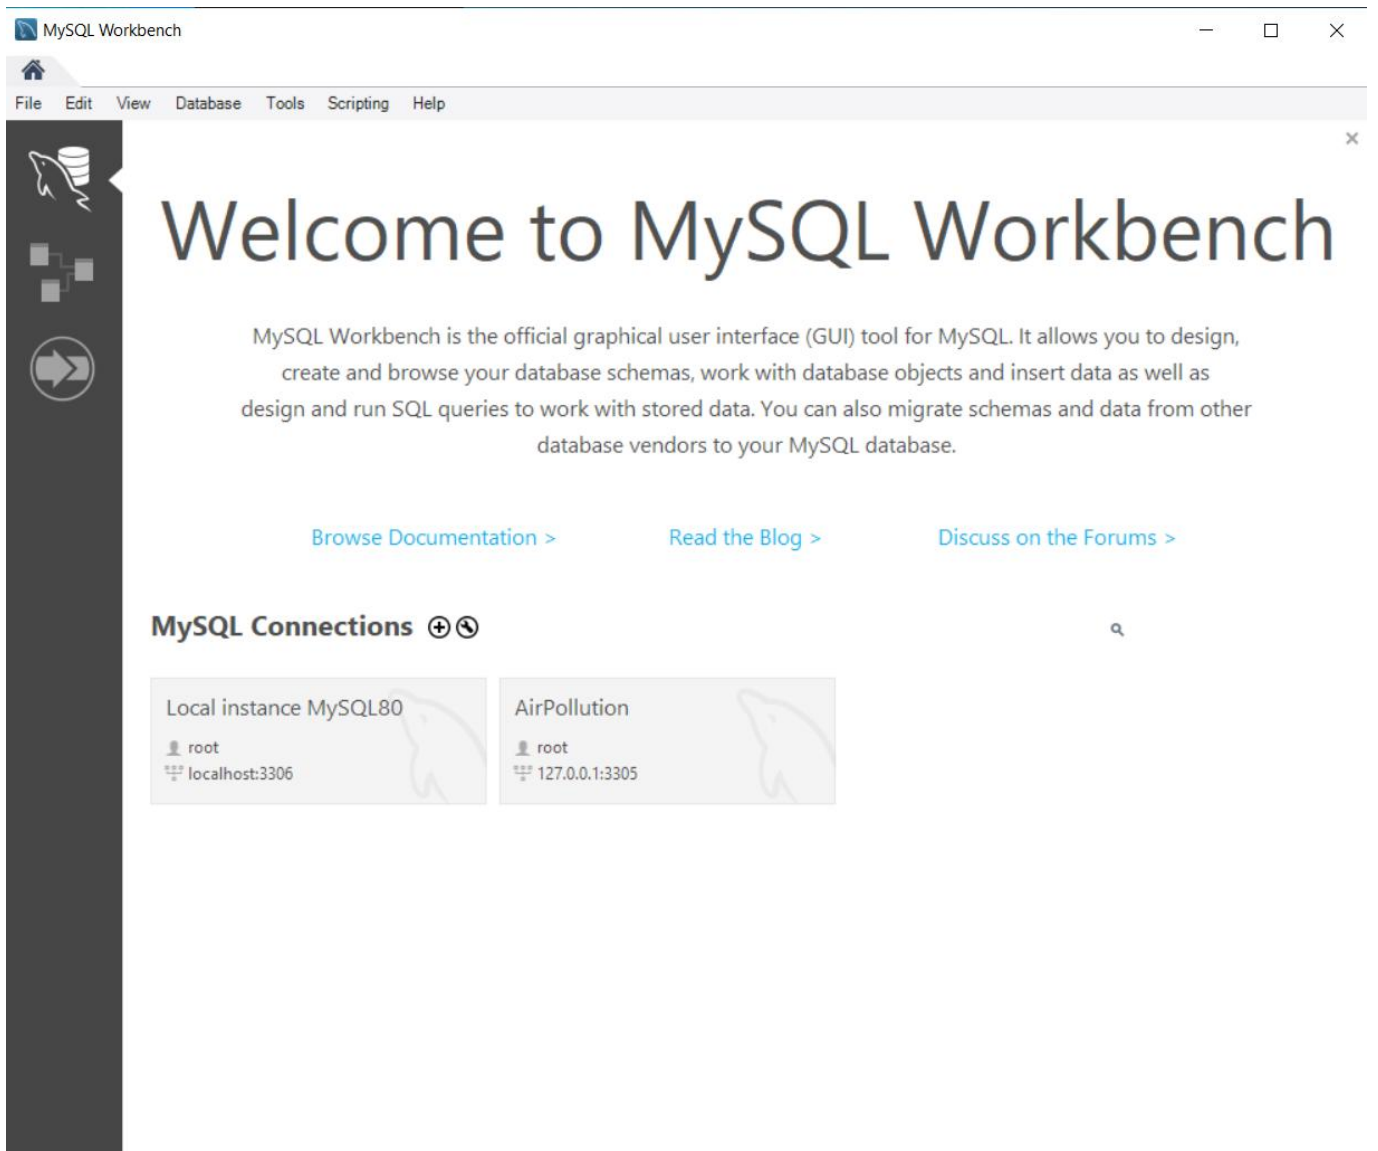 MySQL Workbench
File Edit View Database Tools Scripting Help
Welcome to MySQL Workbench
MySQL Workbench is the official graphical user interface (GUI) tool for MySQL. It allows you to design,
create and browse your database schemas, work with database objects and insert data as well as
design and run SQL queries to work with stored data. You can also migrate schemas and data from other
database vendors to your MySQL database.
Browse Documentation > Read the Blog > Discuss on the Forums >
MySQL Connections
Local instance MySQL80
root
localhost:3306
AirPollution
root
127.0.0.1:3305